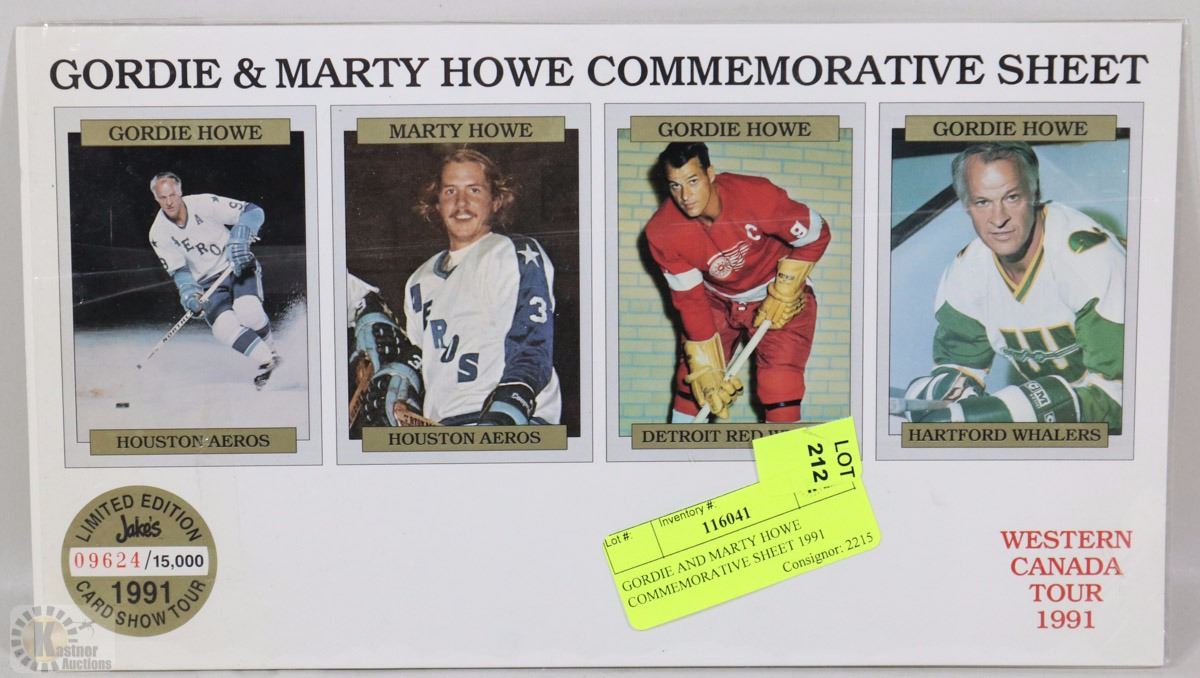 GORDIE & MARTY HOWE COMMEMORATIVE SHEET
GORDIE HOWE
MARTY HOWE
GORDIE HOWE
GORDIE HOWE
HOUSTON AEROS
HOUSTON AEROS
DETROIT RED
HARTFORD WHALERS
LIMITED EDITION
Jake's
09624/15,000
1991
CARD SHOW TOUR
LOT
212
Lot #:
Inventory #:
116041
GORDIE AND MARTY HOWE
COMMEMORATIVE SHEET 1991
Consignor: 2215
WESTERN
CANADA
TOUR
1991
Kastner
Auctions